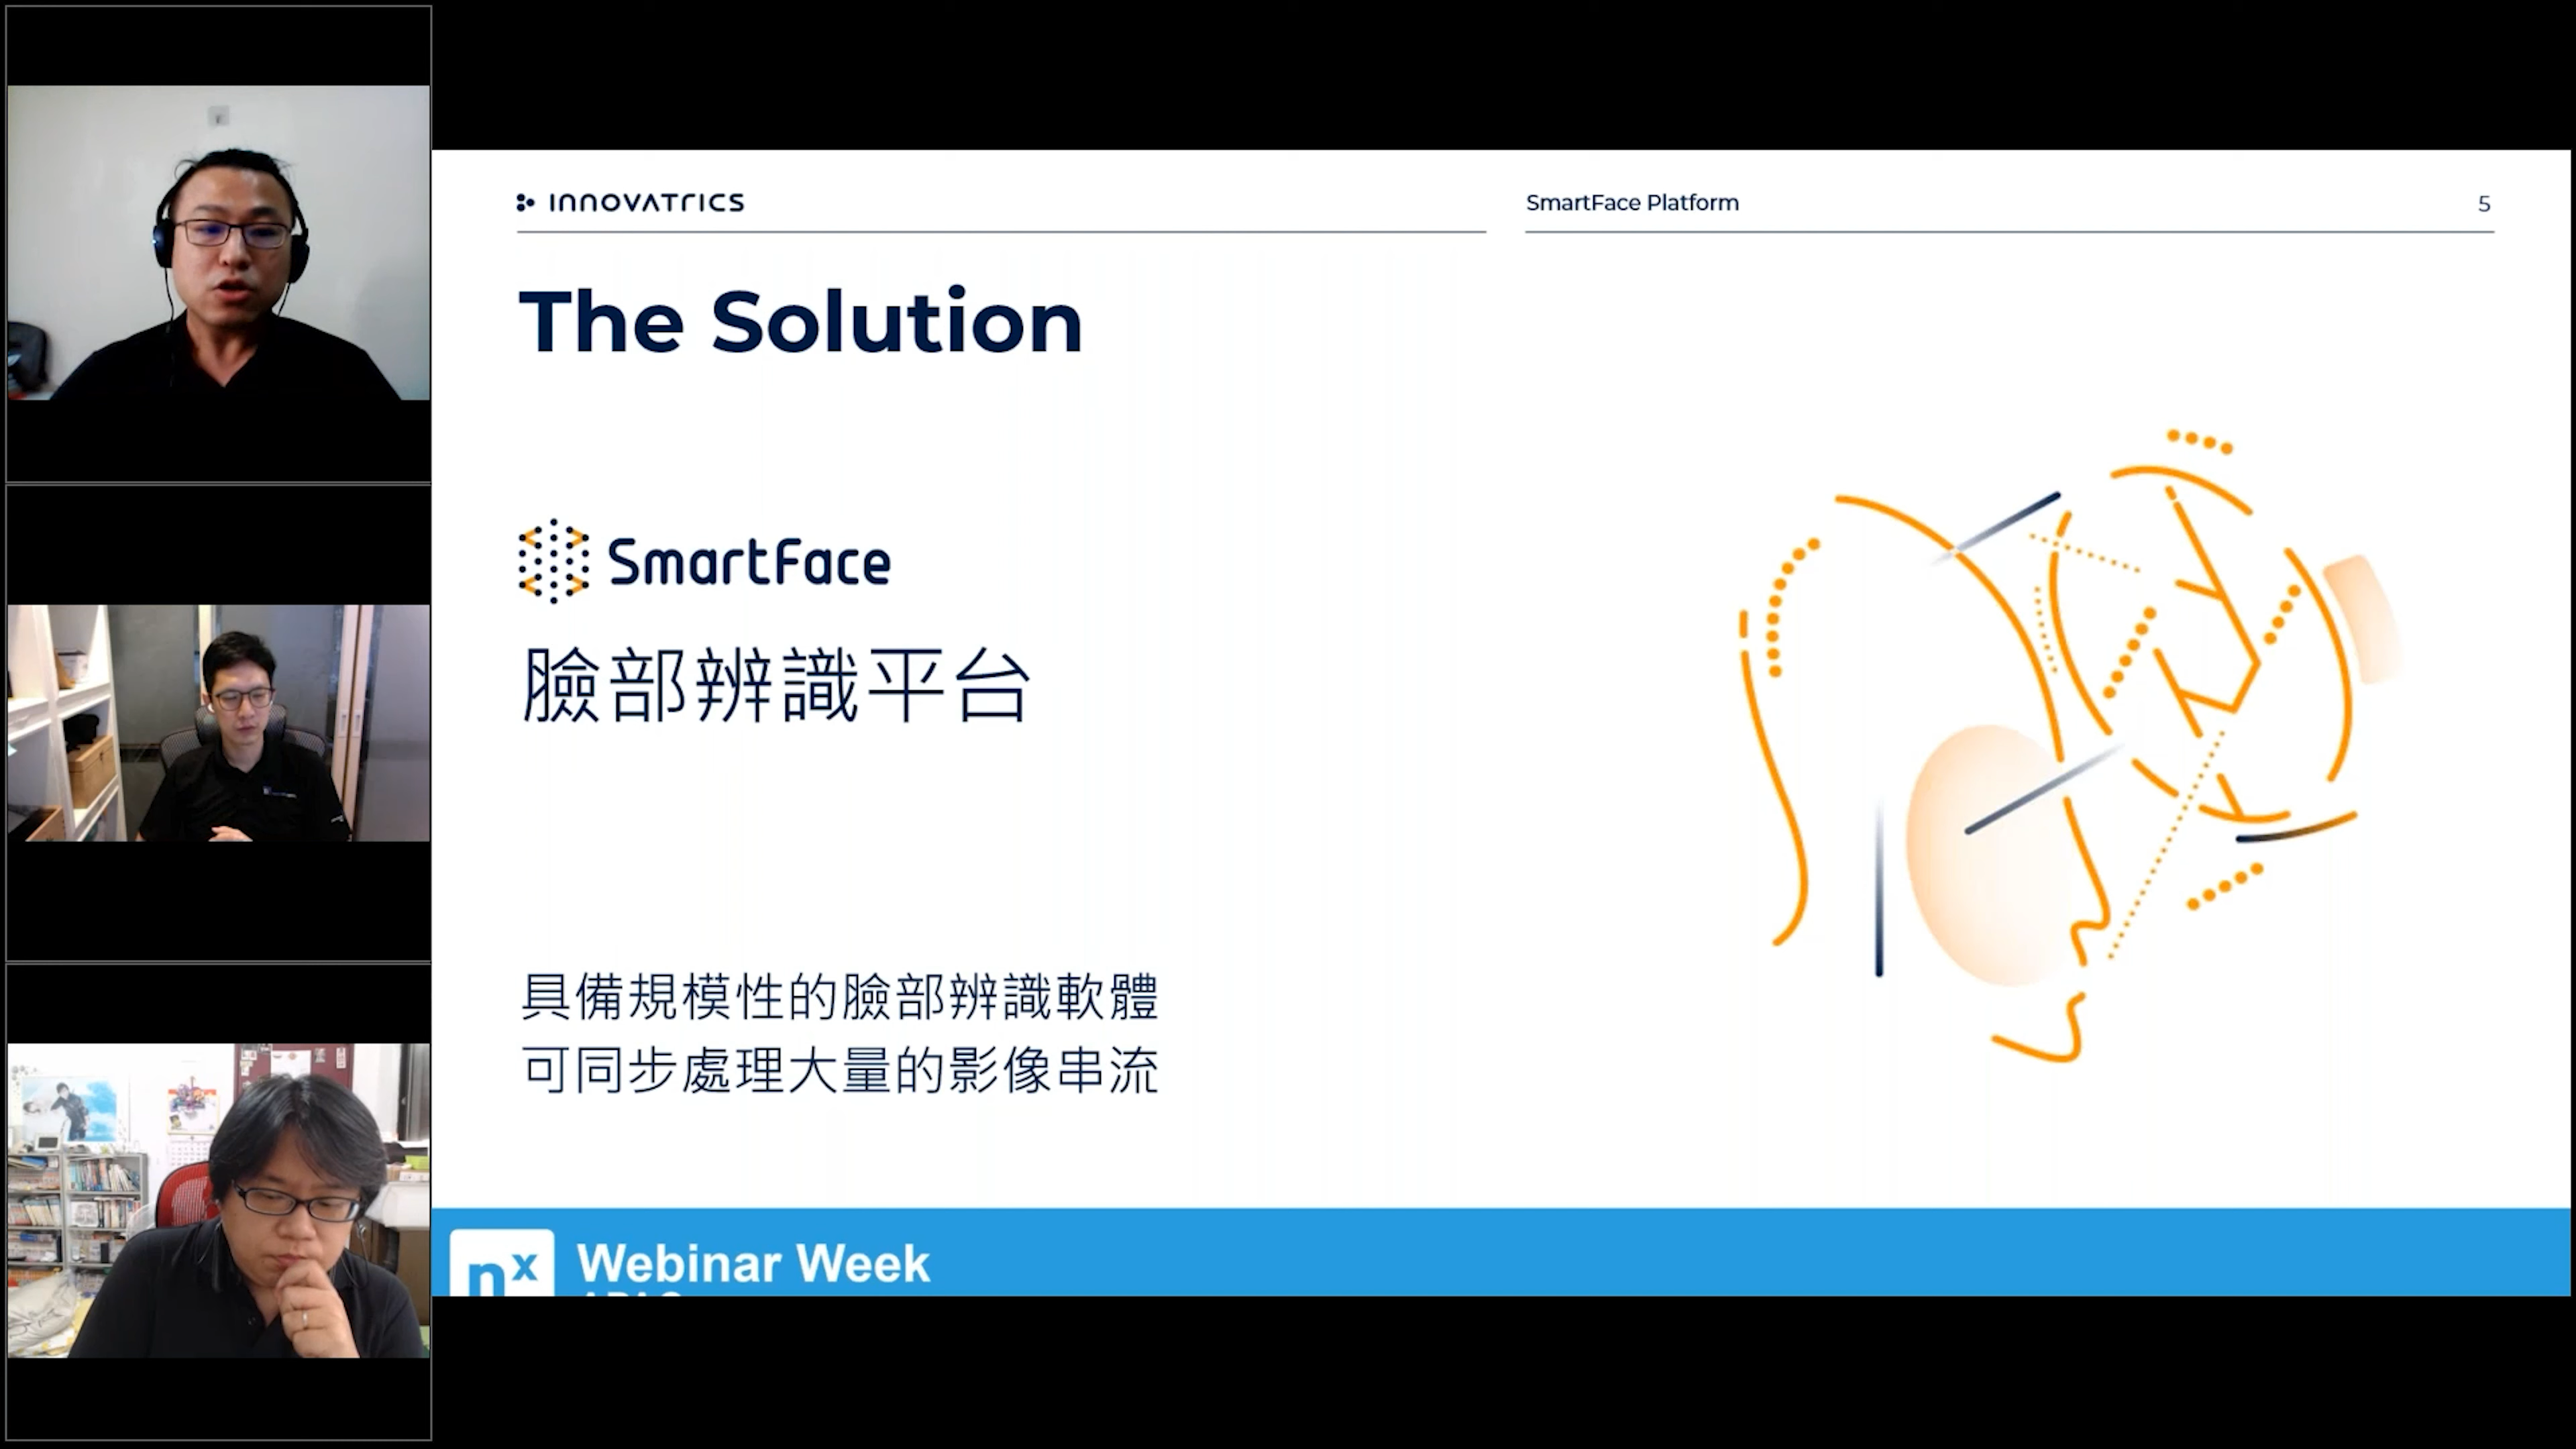 INNOVATRICS
SmartFace Platform
5
The Solution
SmartFace
臉部辨識平台
具備規模性的臉部辨識軟體
可同步處理大量的影像串流
nx
Webinar Week